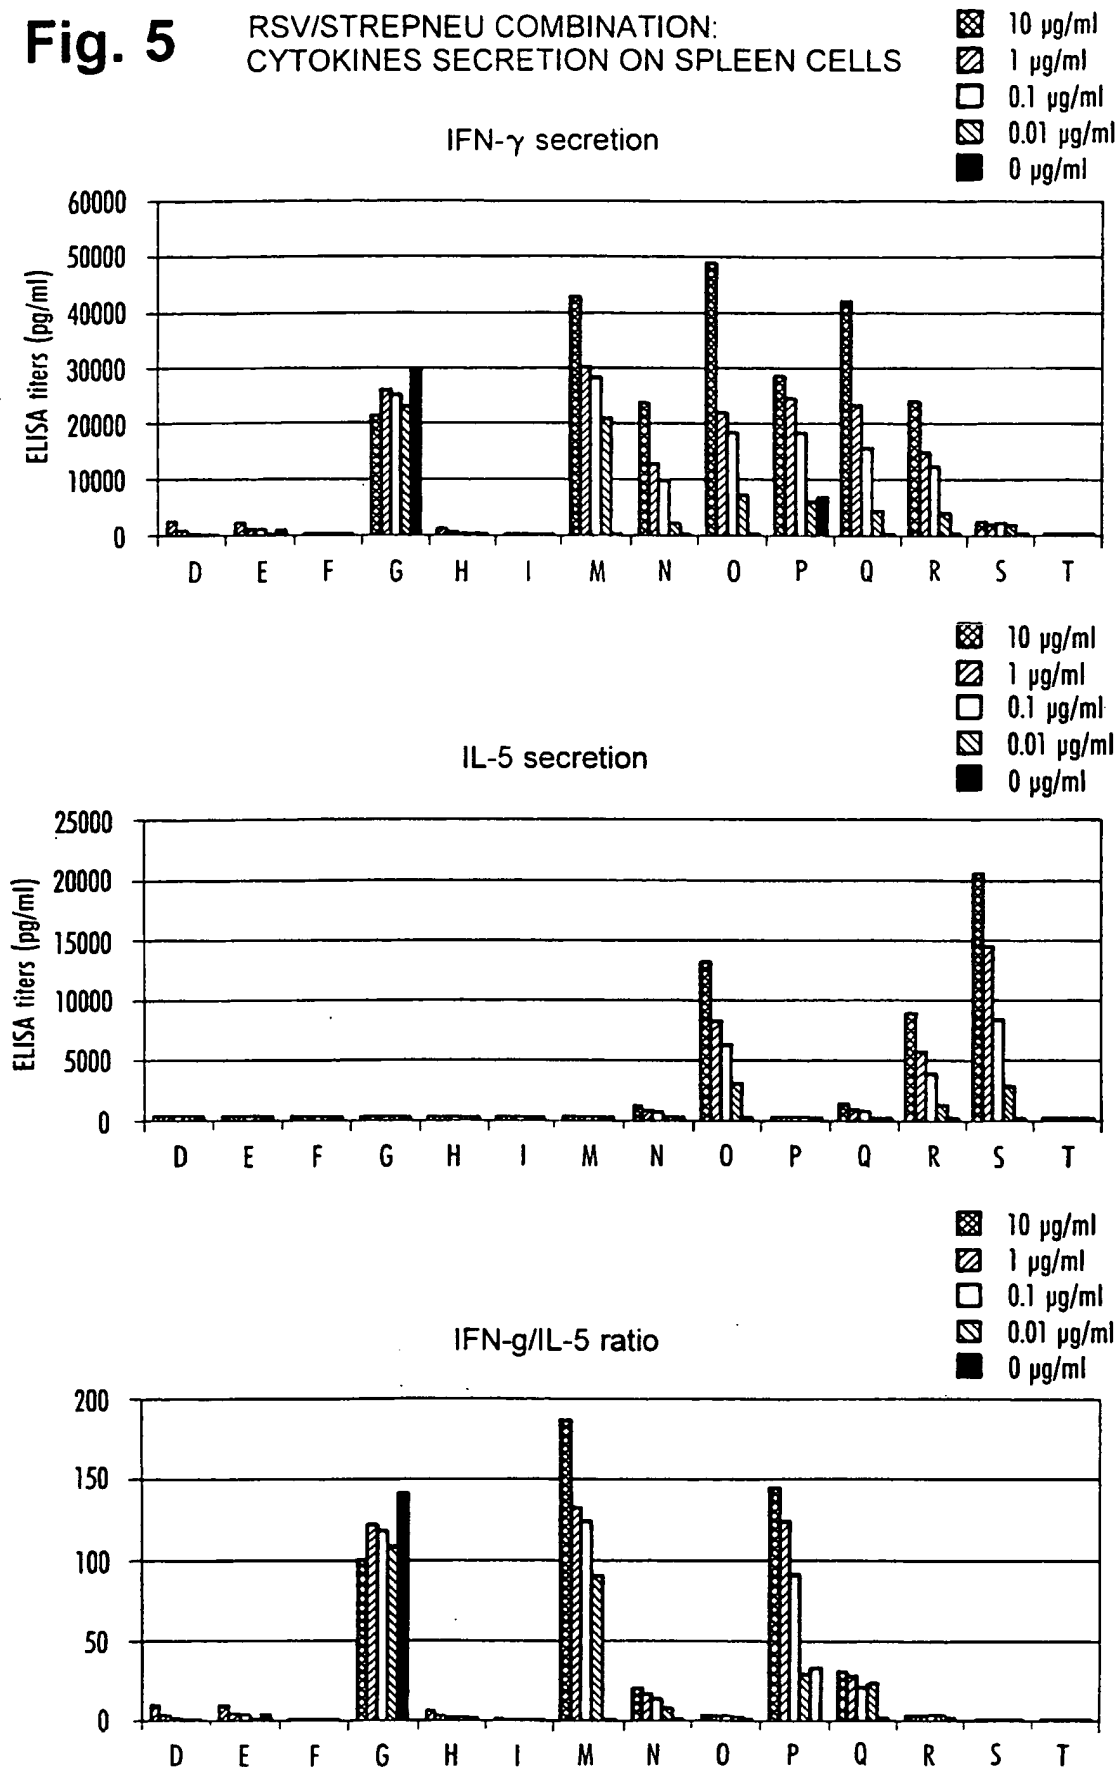 Fig. 5
RSV/STREPNEU COMBINATION:
CYTOKINES SECRETION ON SPLEEN CELLS
10 µg/ml
1 µg/ml
0.1 µg/ml
0.01 µg/ml
0 µg/ml
IFN-γ secretion
ELISA titers (pg/ml)
60000
50000
40000
30000
20000
10000
0
D E F G H I M N O P Q R S T
10 µg/ml
1 µg/ml
0.1 µg/ml
0.01 µg/ml
0 µg/ml
IL-5 secretion
ELISA titers (pg/ml)
25000
20000
15000
10000
5000
0
D E F G H I M N O P Q R S T
10 µg/ml
1 µg/ml
0.1 µg/ml
0.01 µg/ml
0 µg/ml
IFN-g/IL-5 ratio
200
150
100
50
0
D E F G H I M N O P Q R S T